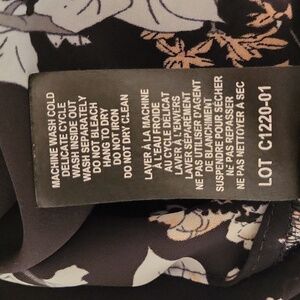 MACHINE WASH COLD
DELICATE CYCLE
WASH INSIDE OUT
WASH SEPARATELY
DO NOT BLEACH
HANG TO DRY
DO NOT IRON
DO NOT DRY CLEAN
LAVER À LA MACHINE
À L'EAU FROIDE
AU CYCLE DÉLICAT
LAVER À L'ENVERS
LAVER SÉPARÉMENT
NE PAS UTILISER D'AGENT
DE BLANCHIMENT
SUSPENDRE POUR SÉCHER
NE PAS REPASSER
NE PAS NETTOYER À SEC
LOT C1220-01